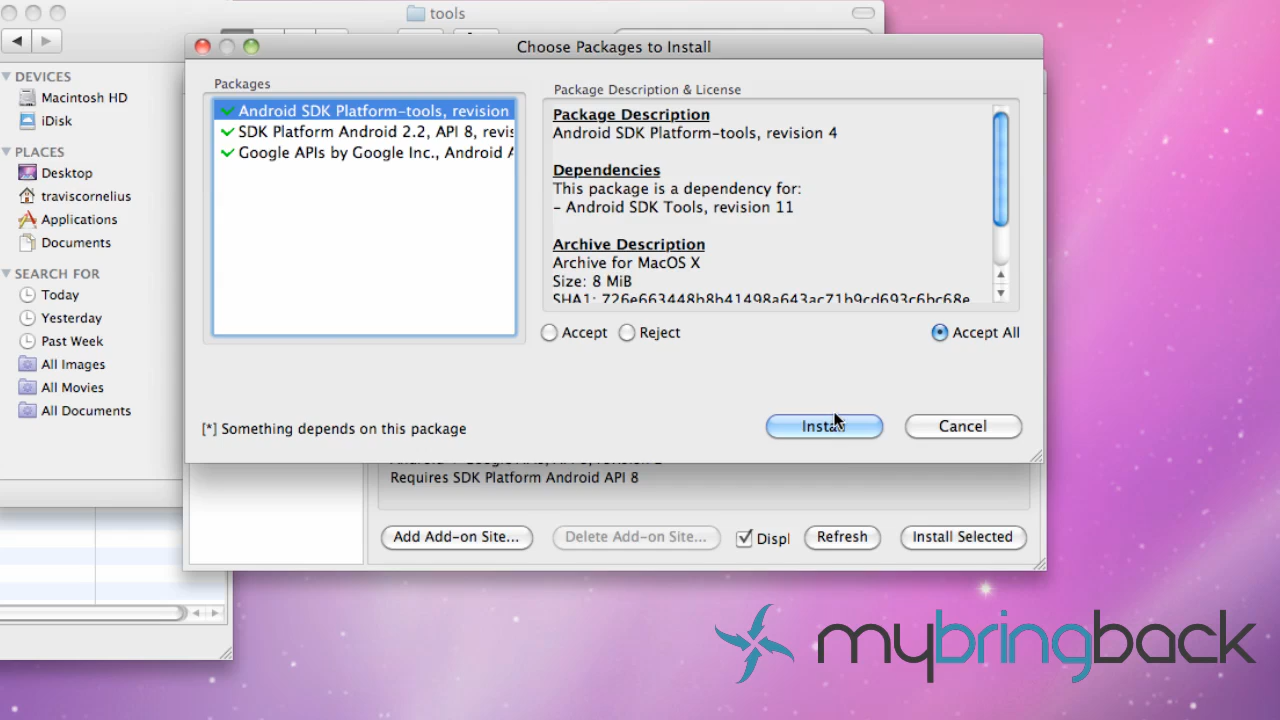 tools
Choose Packages to Install
DEVICES
Macintosh HD
iDisk
PLACES
Desktop
traviscornelius
Applications
Documents
SEARCH FOR
Today
Yesterday
Past Week
All Images
All Movies
All Documents
Packages
Android SDK Platform-tools, revision
SDK Platform Android 2.2, API 8, revis
Google APIs by Google Inc., Android A
Package Description & License
Package Description
Android SDK Platform-tools, revision 4
Dependencies
This package is a dependency for:
- Android SDK Tools, revision 11
Archive Description
Archive for MacOS X
Size: 8 MiB
Accept
Reject
Accept All
[*] Something depends on this package
Install
Cancel
Requires SDK Platform Android API 8
Add Add-on Site...
Delete Add-on Site...
Displ
Refresh
Install Selected
mybringback